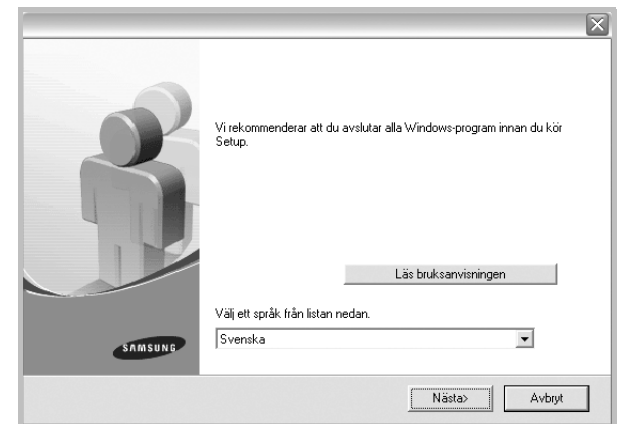 Vi rekommenderar att du avslutar alla Windows-program innan du kör
Setup.
Läs bruksanvisningen
Välj ett språk från listan nedan.
Svenska
SAMSUNG
Nästa>
Avbryt